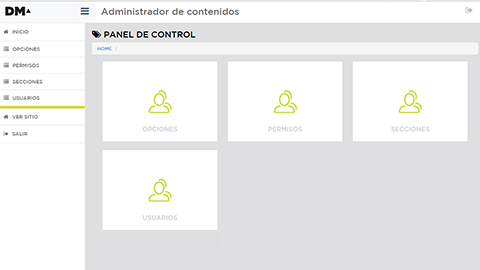 DM
Administrador de contenidos
INICIO
OPCIONES
PERMISOS
SECCIONES
USUARIOS
VER SITIO
SALIR
PANEL DE CONTROL
HOME /
OPCIONES
PERMISOS
SECCIONES
USUARIOS